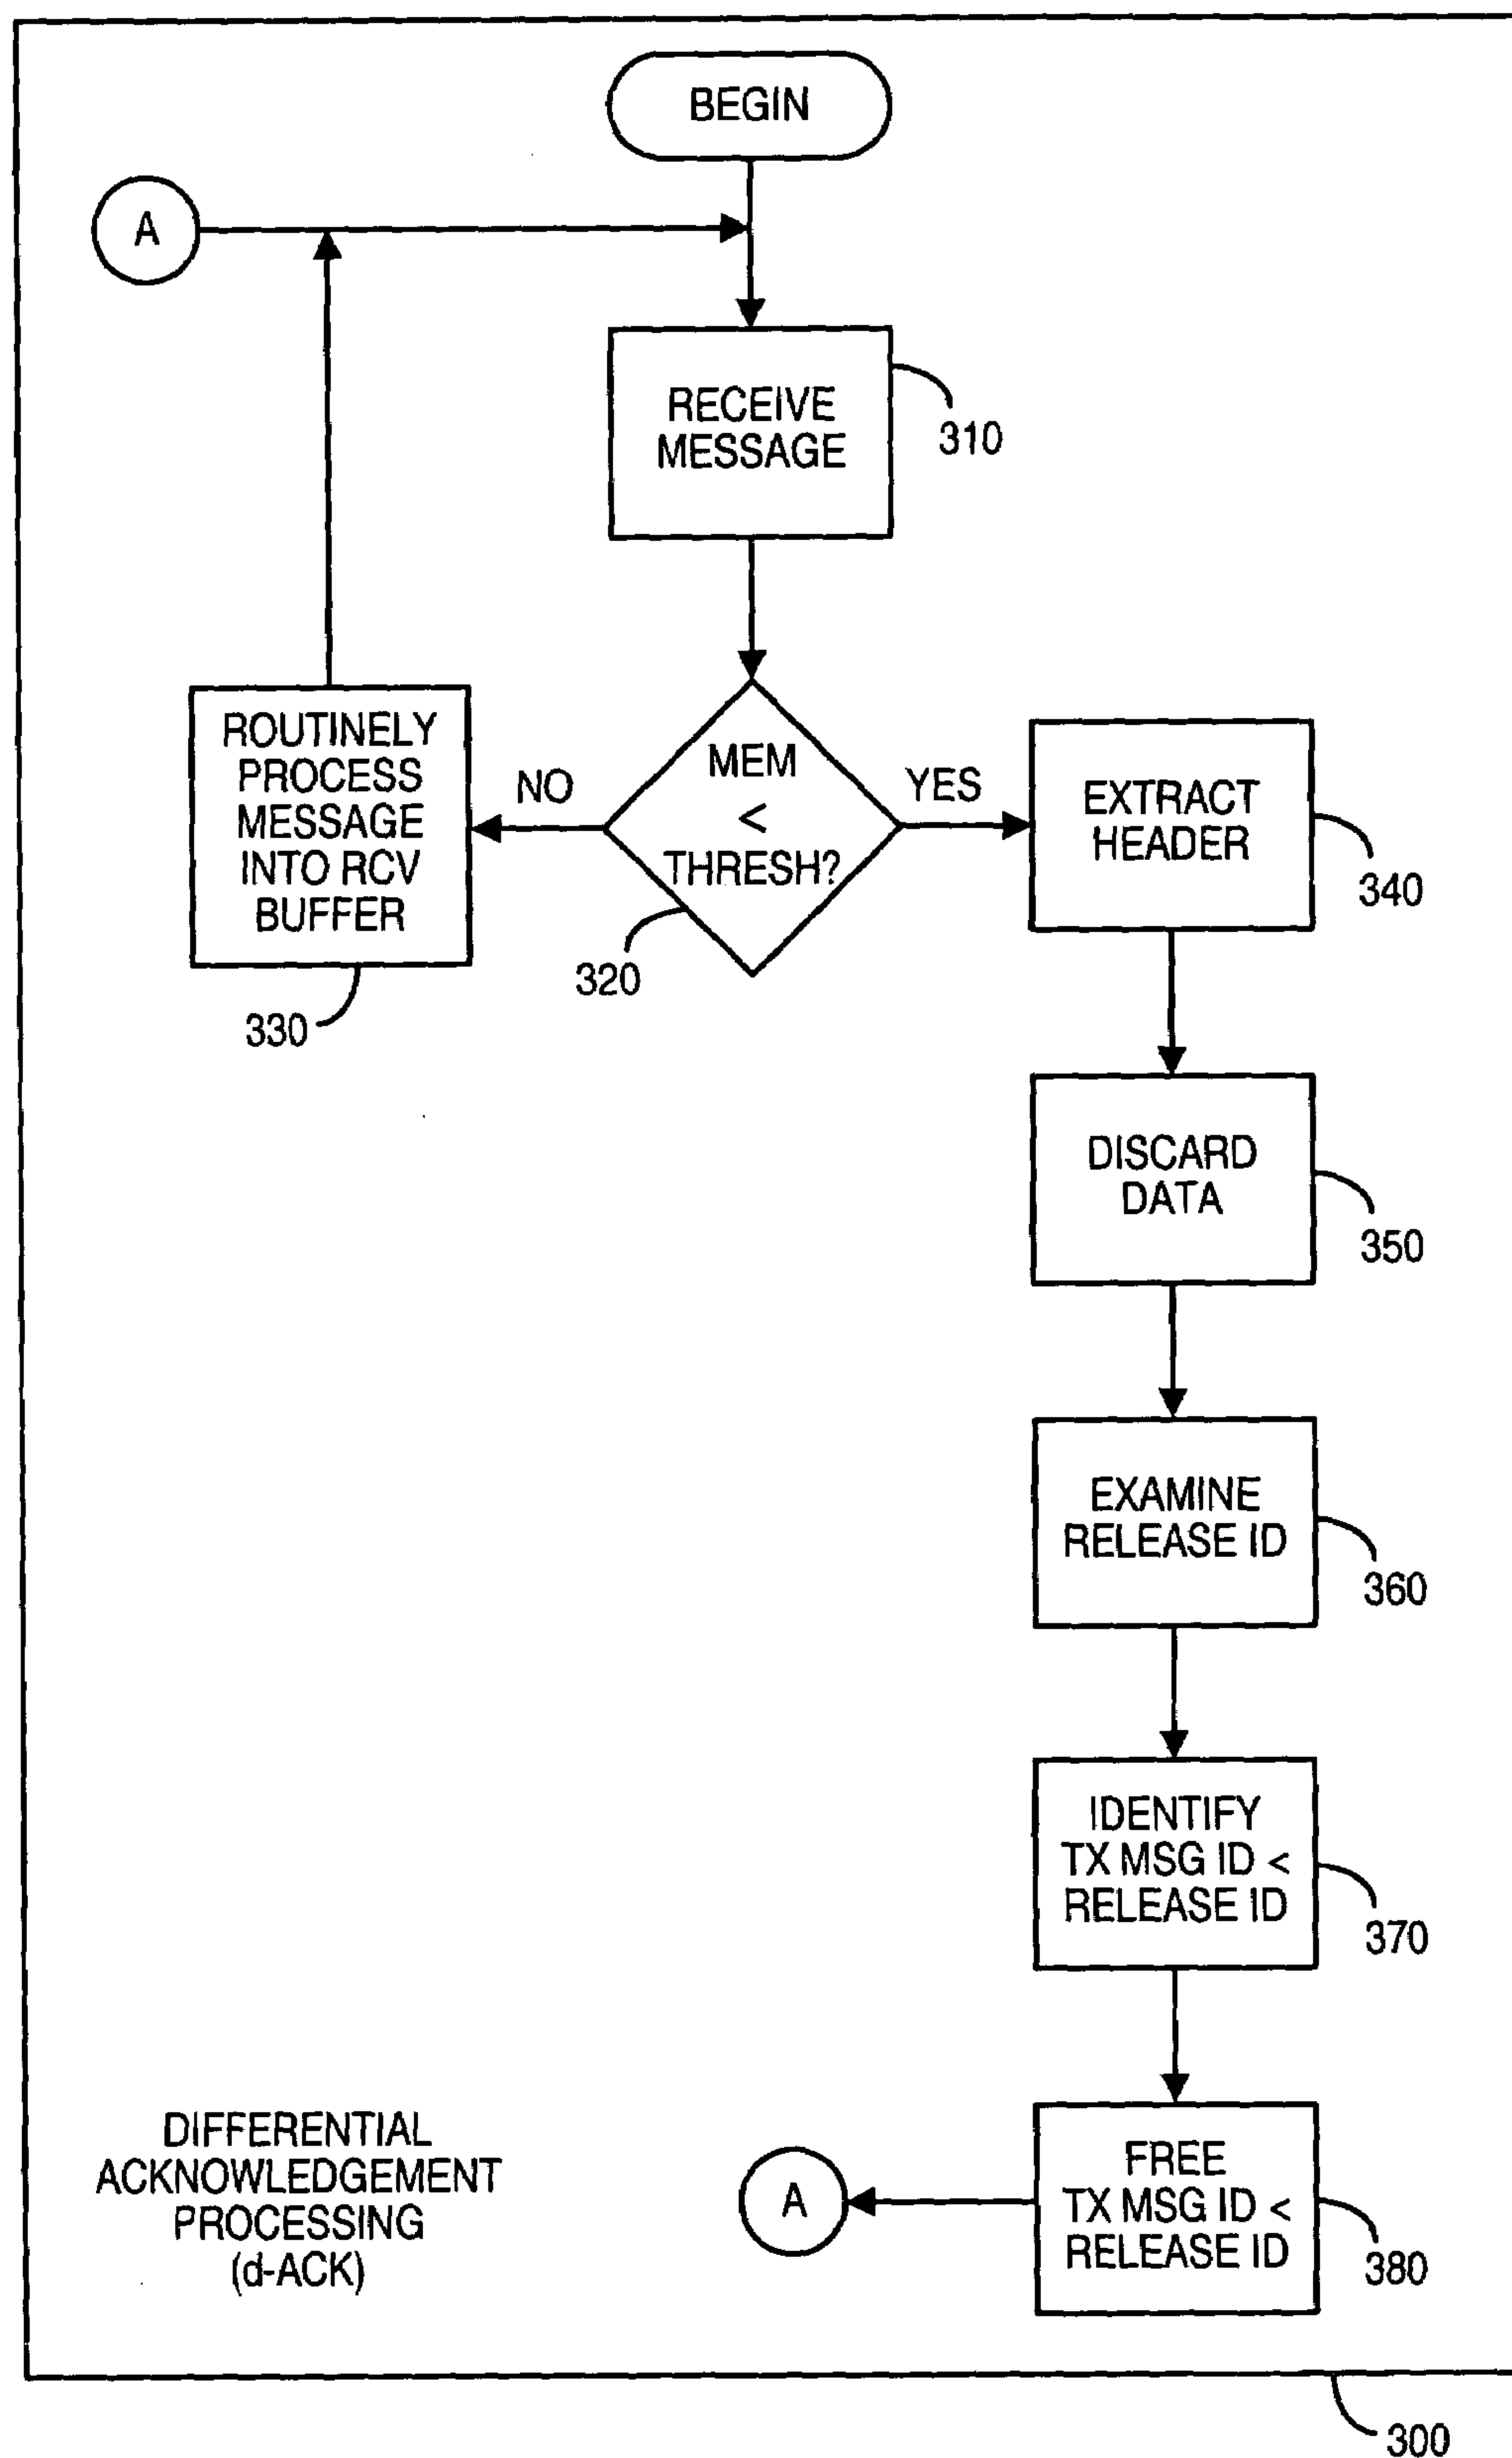 BEGIN
A
RECEIVE
MESSAGE
310
ROUTINELY
PROCESS
MESSAGE
INTO RCV
BUFFER
330
NO
MEM
<
THRESH?
320
YES
EXTRACT
HEADER
340
DISCARD
DATA
350
EXAMINE
RELEASE ID
360
IDENTIFY
TX MSG ID <
RELEASE ID
370
FREE
TX MSG ID <
RELEASE ID
380
A
DIFFERENTIAL
ACKNOWLEDGEMENT
PROCESSING
(d-ACK)
300